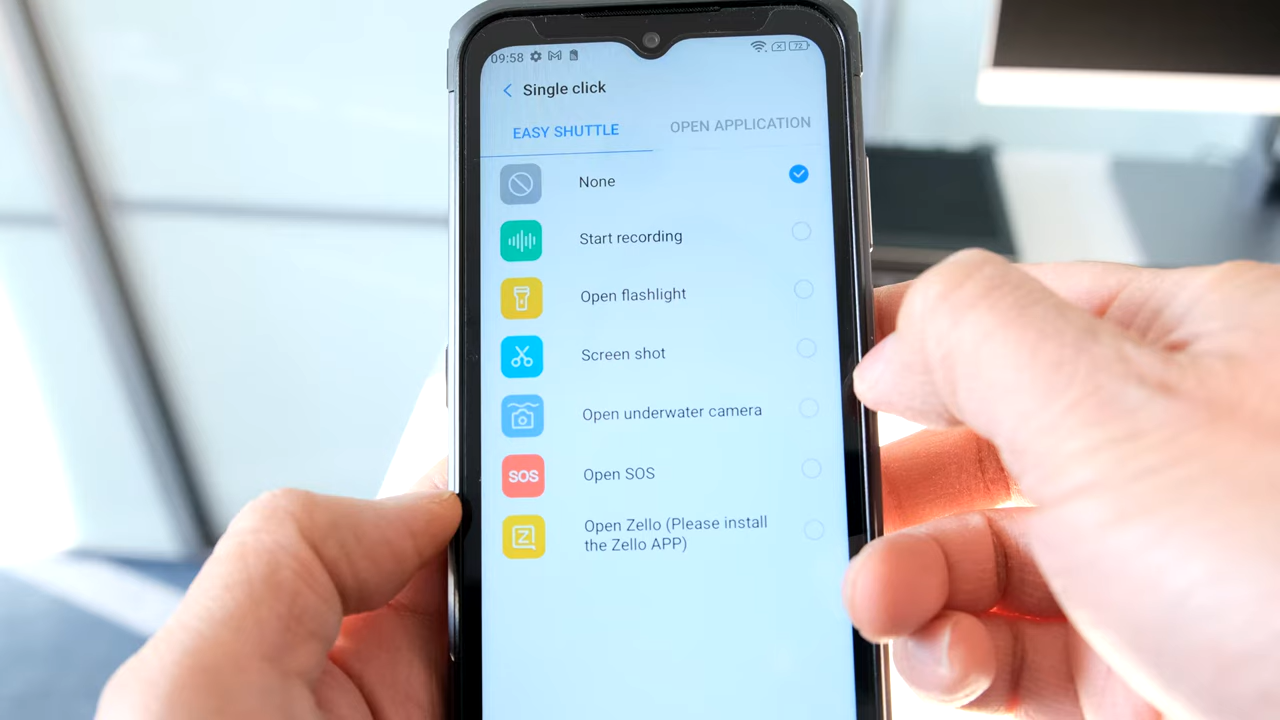 09:58
72
Single click
EASY SHUTTLE
OPEN APPLICATION
None
Start recording
Open flashlight
Screen shot
Open underwater camera
SOS
Open SOS
Z
Open Zello (Please install
the Zello APP)